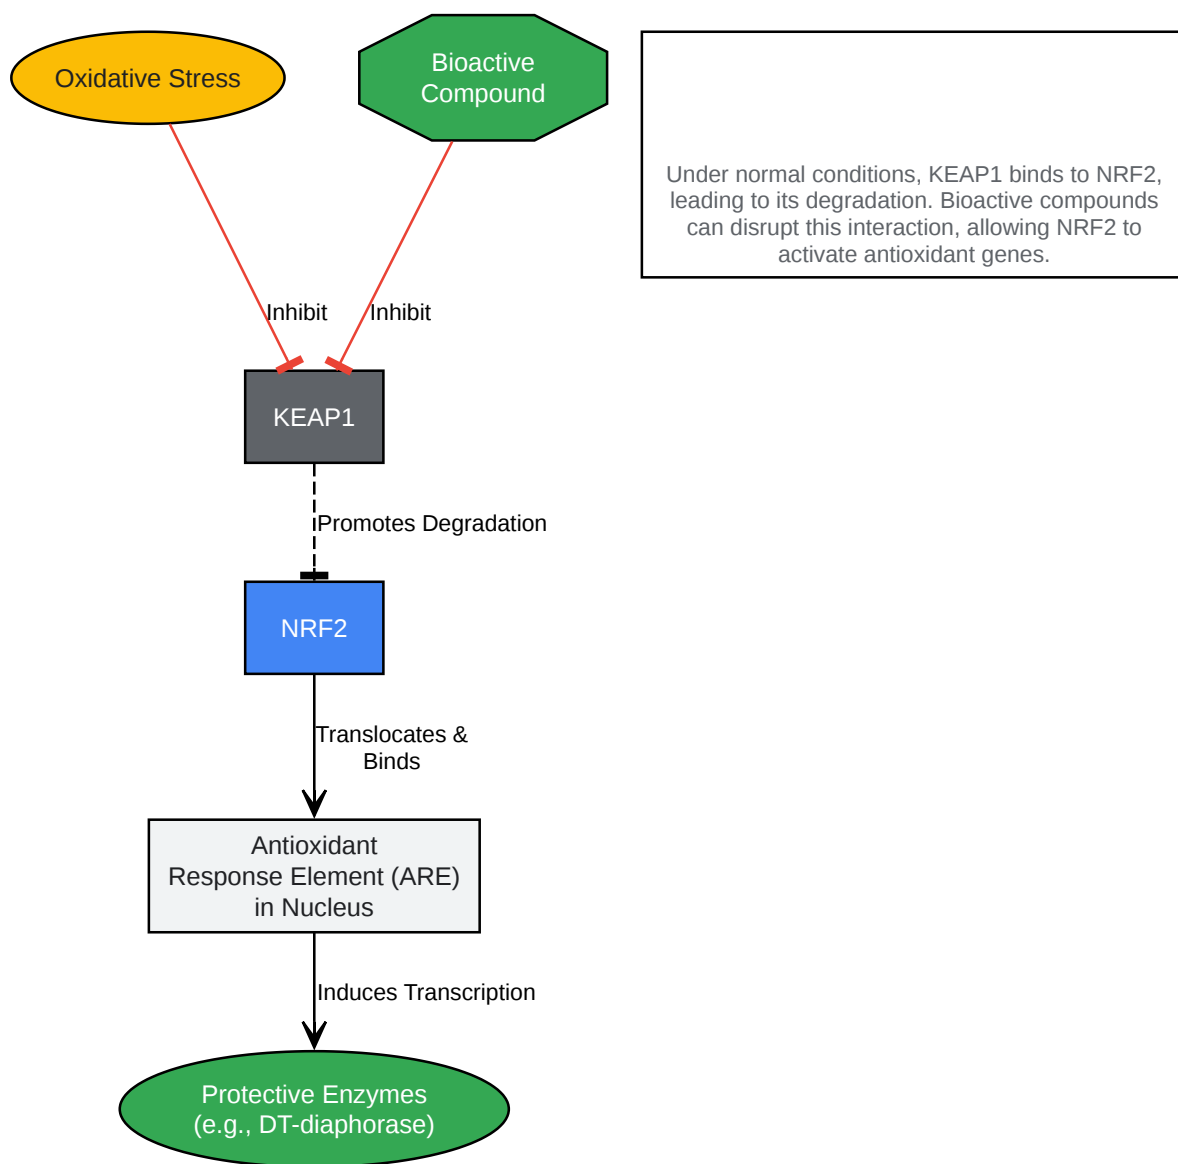 Oxidative Stress
Bioactive
Compound
Under normal conditions, KEAP1 binds to NRF2,
leading to its degradation. Bioactive compounds
can disrupt this interaction, allowing NRF2 to
activate antioxidant genes.
Inhibit
Inhibit
KEAP1
Promotes Degradation
NRF2
Translocates &
Binds
Antioxidant
Response Element (ARE)
in Nucleus
Induces Transcription
Protective Enzymes
(e.g., DT-diaphorase)